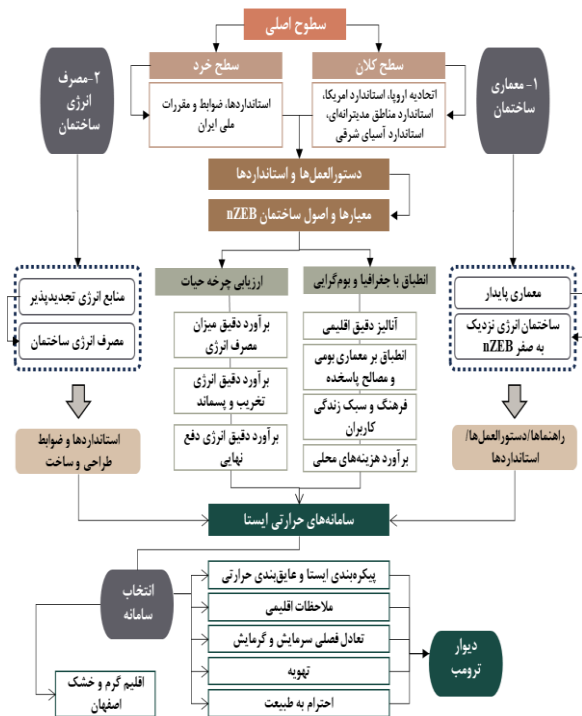 سطوح اصلی
سطح کلان
سطح خرد
اتحادیه اروپا، استاندارد امریکا،
استاندارد مناطق مدیترانه‌ای،
استاندارد آسیای شرقی
استانداردها، ضوابط و مقررات
ملی ایران
۱- معماری
ساختمان
۲-مصرف
انرژی
ساختمان
دستورالعمل‌ها و استانداردها
معیارها و اصول ساختمان nZEB
انطباق با جغرافیا و بوم‌گرایی
ارزیابی چرخه حیات
معماری پایدار
ساختمان انرژی نزدیک
به صفر nZEB
منابع انرژی تجدیدپذیر
مصرف انرژی ساختمان
آنالیز دقیق اقلیمی
انطباق بر معماری بومی
و مصالح پاسخده
فرهنگ و سبک زندگی
کاربران
برآورد هزینه‌های محلی
برآورد دقیق میزان
مصرف انرژی
برآورد دقیق انرژی
تخریب و پسماند
برآورد دقیق انرژی دفع
نهایی
راهنماها/دستورالعمل‌ها/
استانداردها
استانداردها و ضوابط
طراحی و ساخت
سامانه‌های حرارتی ایستا
پیکره‌بندی ایستا و عایق‌بندی حرارتی
ملاحظات اقلیمی
تعادل فصلی سرمایش و گرمایش
تهویه
احترام به طبیعت
انتخاب
سامانه
دیوار
ترومب
اقلیم گرم و خشک
اصفهان